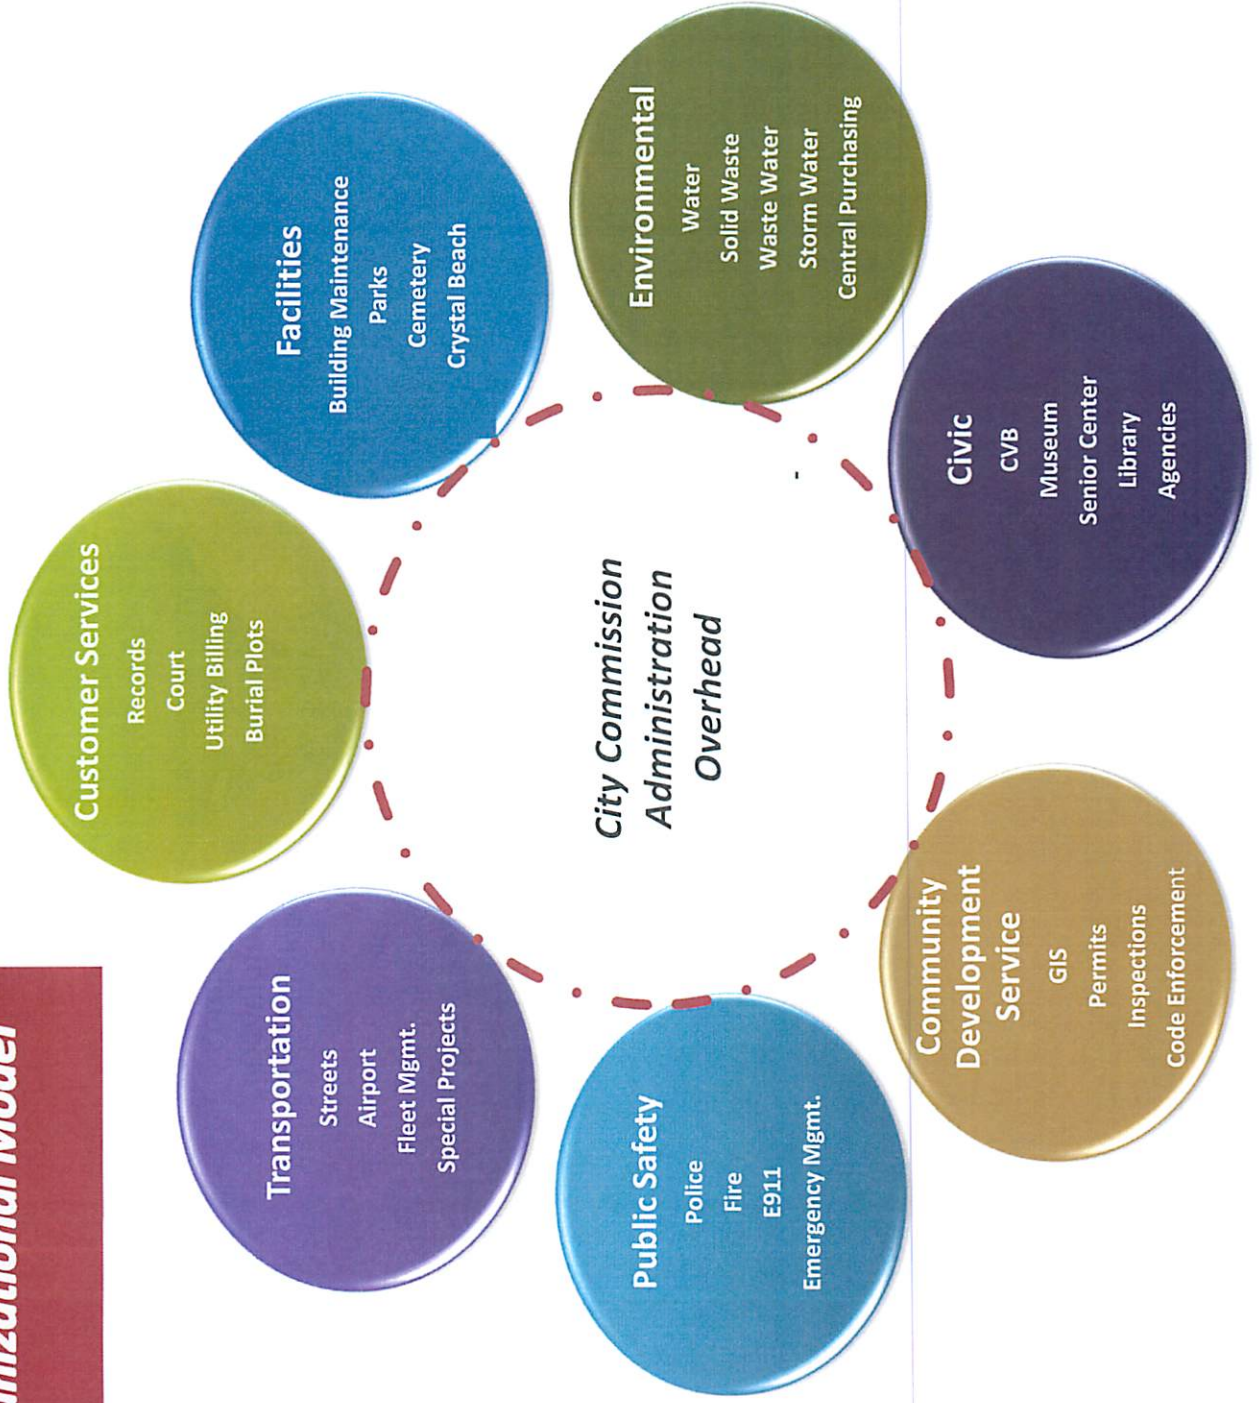 nizational Model
Customer Services
Records
Court
Utility Billing
Burial Plots
Facilities
Building Maintenance
Parks
Cemetery
Crystal Beach
Environmental
Water
Solid Waste
Waste Water
Storm Water
Central Purchasing
Civic
CVB
Museum
Senior Center
Library
Agencies
Community
Development
Service
GIS
Permits
Inspections
Code Enforcement
Public Safety
Police
Fire
E911
Emergency Mgmt.
Transportation
Streets
Airport
Fleet Mgmt.
Special Projects
City Commission
Administration
Overhead